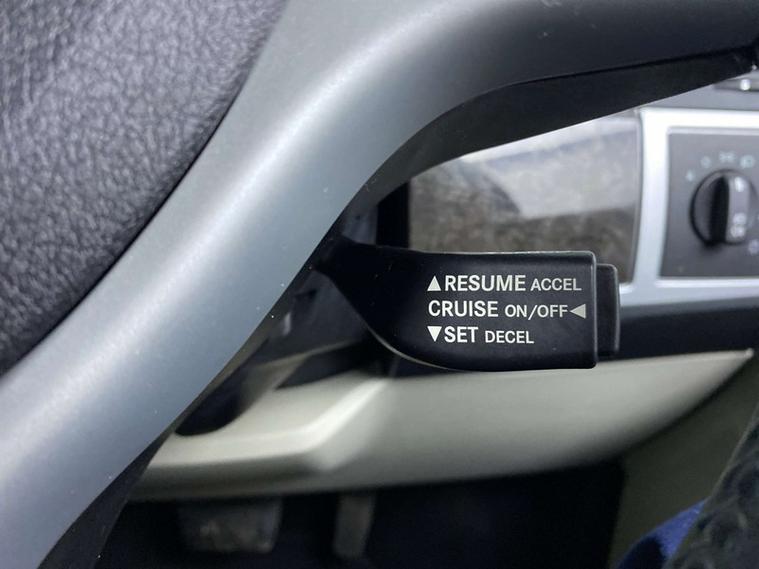 ▲RESUME ACCEL
CRUISE ON/OFF◀
▼SET DECEL